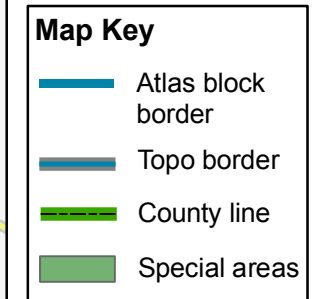 Map Key
Atlas block
border
Topo border
County line
Special areas